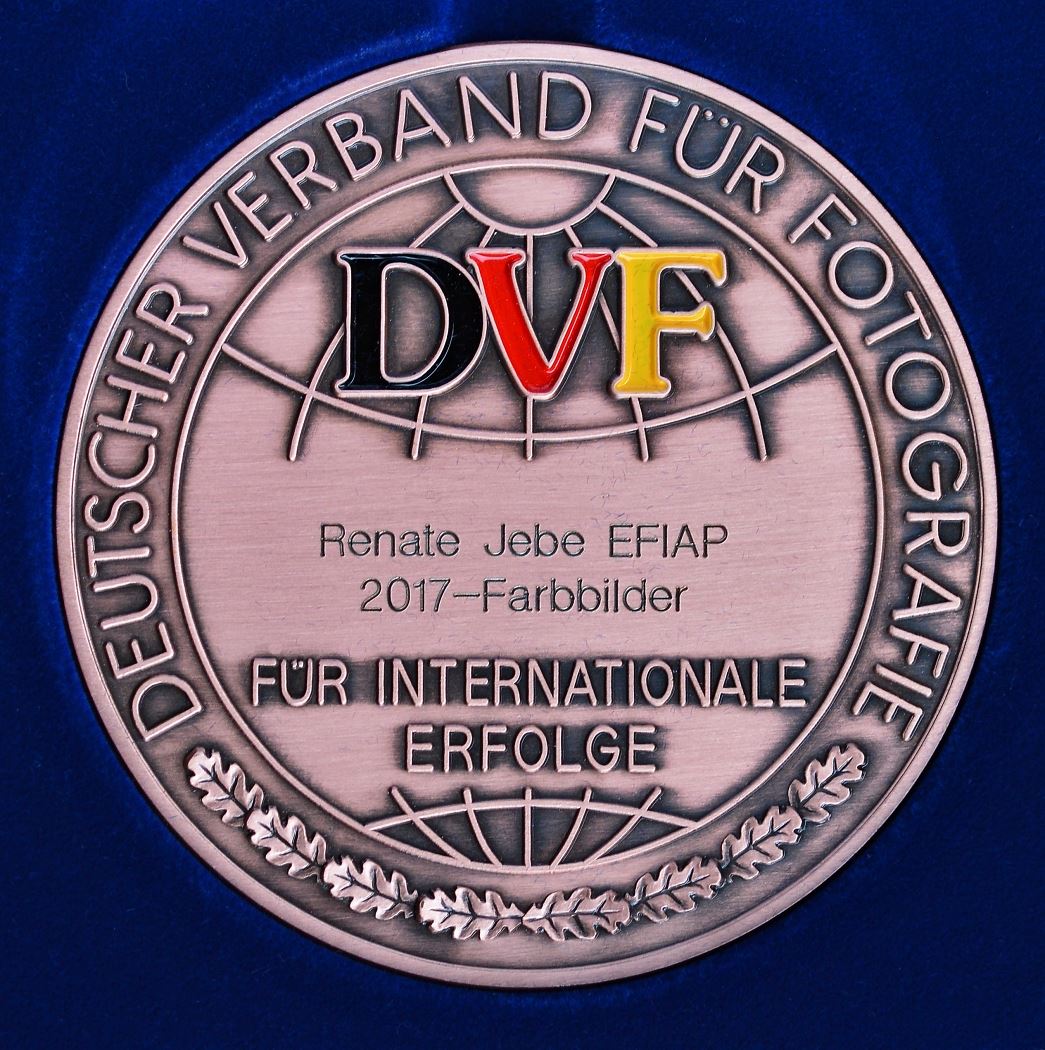 DEUTSCHER VERBAND FÜR FOTOGRAFIE
DVF
Renate Jebe EFIAP
2017-Farbbilder
FÜR INTERNATIONALE
ERFOLGE